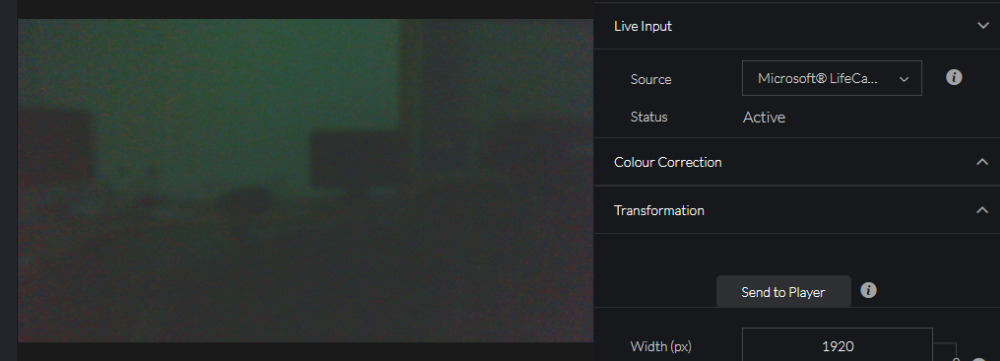 Live Input
Source
Microsoft® LifeCa...
Status
Active
Colour Correction
Transformation
Send to Player
Width (px)
1920